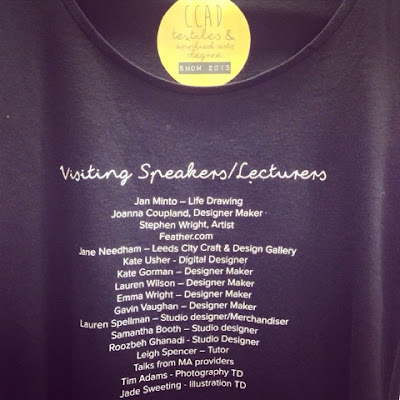 CCAD
textiles &
applied arts
degree
SHOW 2013
Visiting Speakers/Lecturers
Jan Minto – Life Drawing
Joanna Coupland, Designer Maker
Stephen Wright, Artist
Feather.com
Jane Needham – Leeds City Craft & Design Gallery
Kate Usher - Digital Designer
Kate Gorman – Designer Maker
Lauren Wilson – Designer Maker
Emma Wright – Designer Maker
Gavin Vaughan – Designer Maker
Lauren Spellman – Studio designer/Merchandiser
Samantha Booth – Studio designer
Roozbeh Ghanadi - Studio Designer
Leigh Spencer – Tutor
Talks from MA providers
Tim Adams - Photography TD
Jade Sweeting - Illustration TD